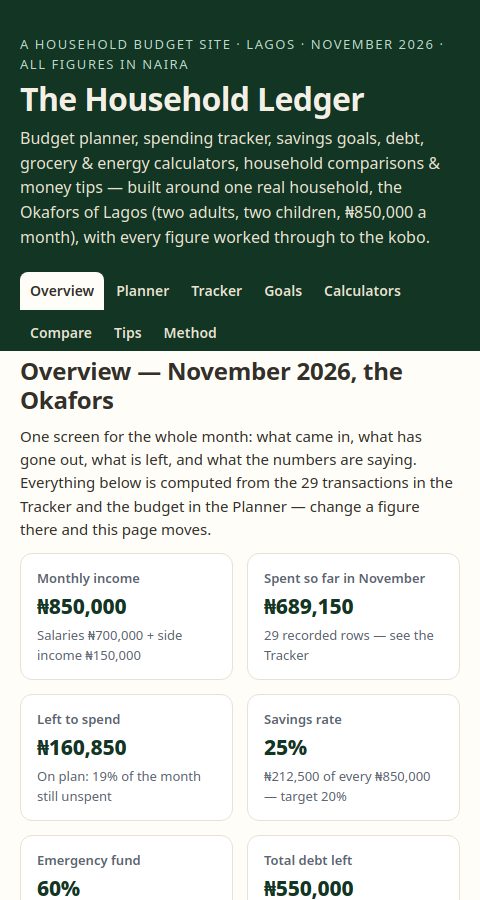 A HOUSEHOLD BUDGET SITE · LAGOS · NOVEMBER 2026 ·
ALL FIGURES IN NAIRA
The Household Ledger
Budget planner, spending tracker, savings goals, debt,
grocery & energy calculators, household comparisons &
money tips — built around one real household, the
Okafors of Lagos (two adults, two children, ₦850,000 a
month), with every figure worked through to the kobo.
Overview Planner Tracker Goals Calculators
Compare Tips Method
Overview — November 2026, the
Okafors
One screen for the whole month: what came in, what has
gone out, what is left, and what the numbers are saying.
Everything below is computed from the 29 transactions in the
Tracker and the budget in the Planner — change a figure
there and this page moves.
Monthly income
₦850,000
Salaries ₦700,000 + side
income ₦150,000
Spent so far in November
₦689,150
29 recorded rows — see the
Tracker
Left to spend
₦160,850
On plan: 19% of the month
still unspent
Savings rate
25%
₦212,500 of every ₦850,000
— target 20%
Emergency fund
60%
Total debt left
₦550,000